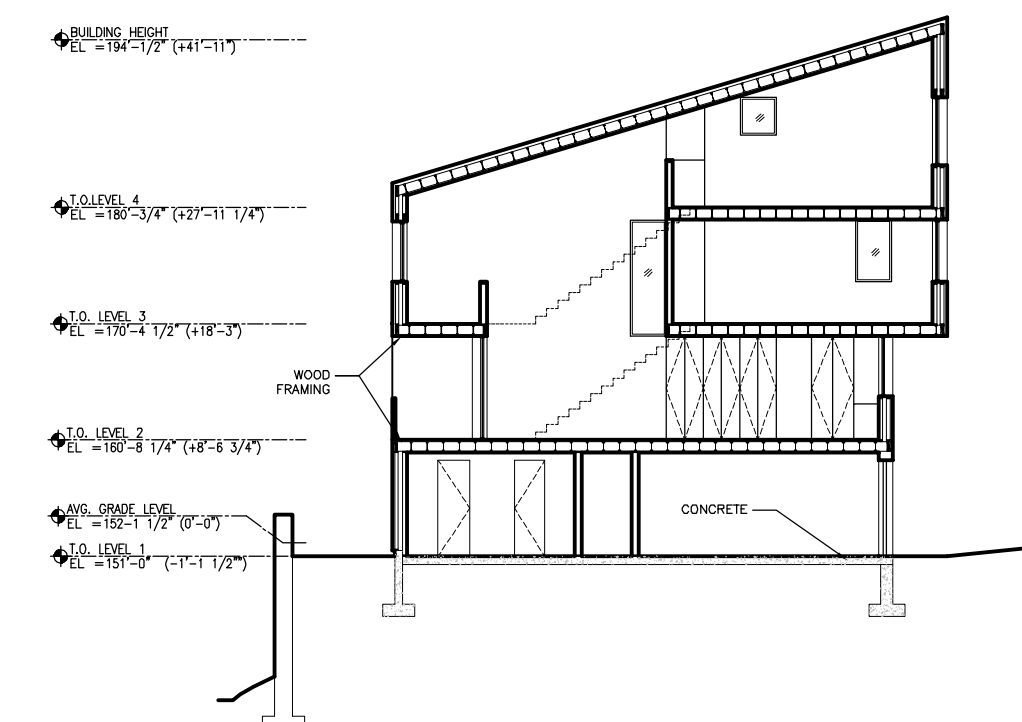 BUILDING HEIGHT
EL =194'-1/2" (+41'-11")
T.O.LEVEL 4
EL =180'-3/4" (+27'-11 1/4")
T.O. LEVEL 3
EL =170'-4 1/2" (+18'-3")
WOOD
FRAMING
T.O. LEVEL 2
EL =160'-8 1/4" (+8'-6 3/4")
AVG. GRADE LEVEL
EL =152-1 1/2" (0'-0")
CONCRETE
T.O. LEVEL 1
EL =151'-0" (-1'-1 1/2"")